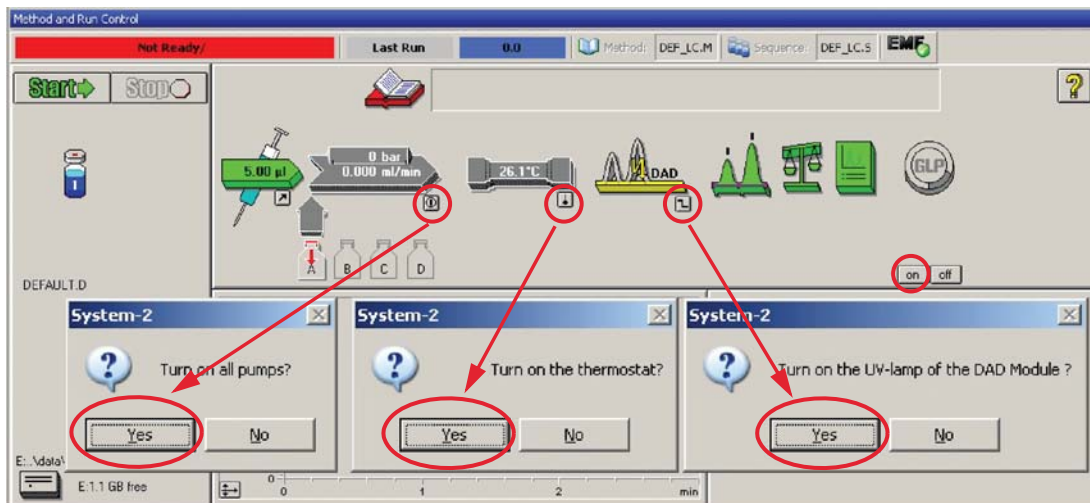 Method and Run Control
Not Ready/ Last Run 0.0 Method: DEF_LC.M Sequence: DEF_LC.S EMF
Start Stop
?
1
5.00 µl
0 bar
0.000 ml/min
26.1°C
DAD
GLP
A B C D
on off
DEFAULT.D
System-2
? Turn on all pumps?
Yes No
System-2
? Turn on the thermostat?
Yes No
System-2
? Turn on the UV-lamp of the DAD Module ?
Yes No
E:..\data\
E:1.1 GB free
0
0 1 2 min